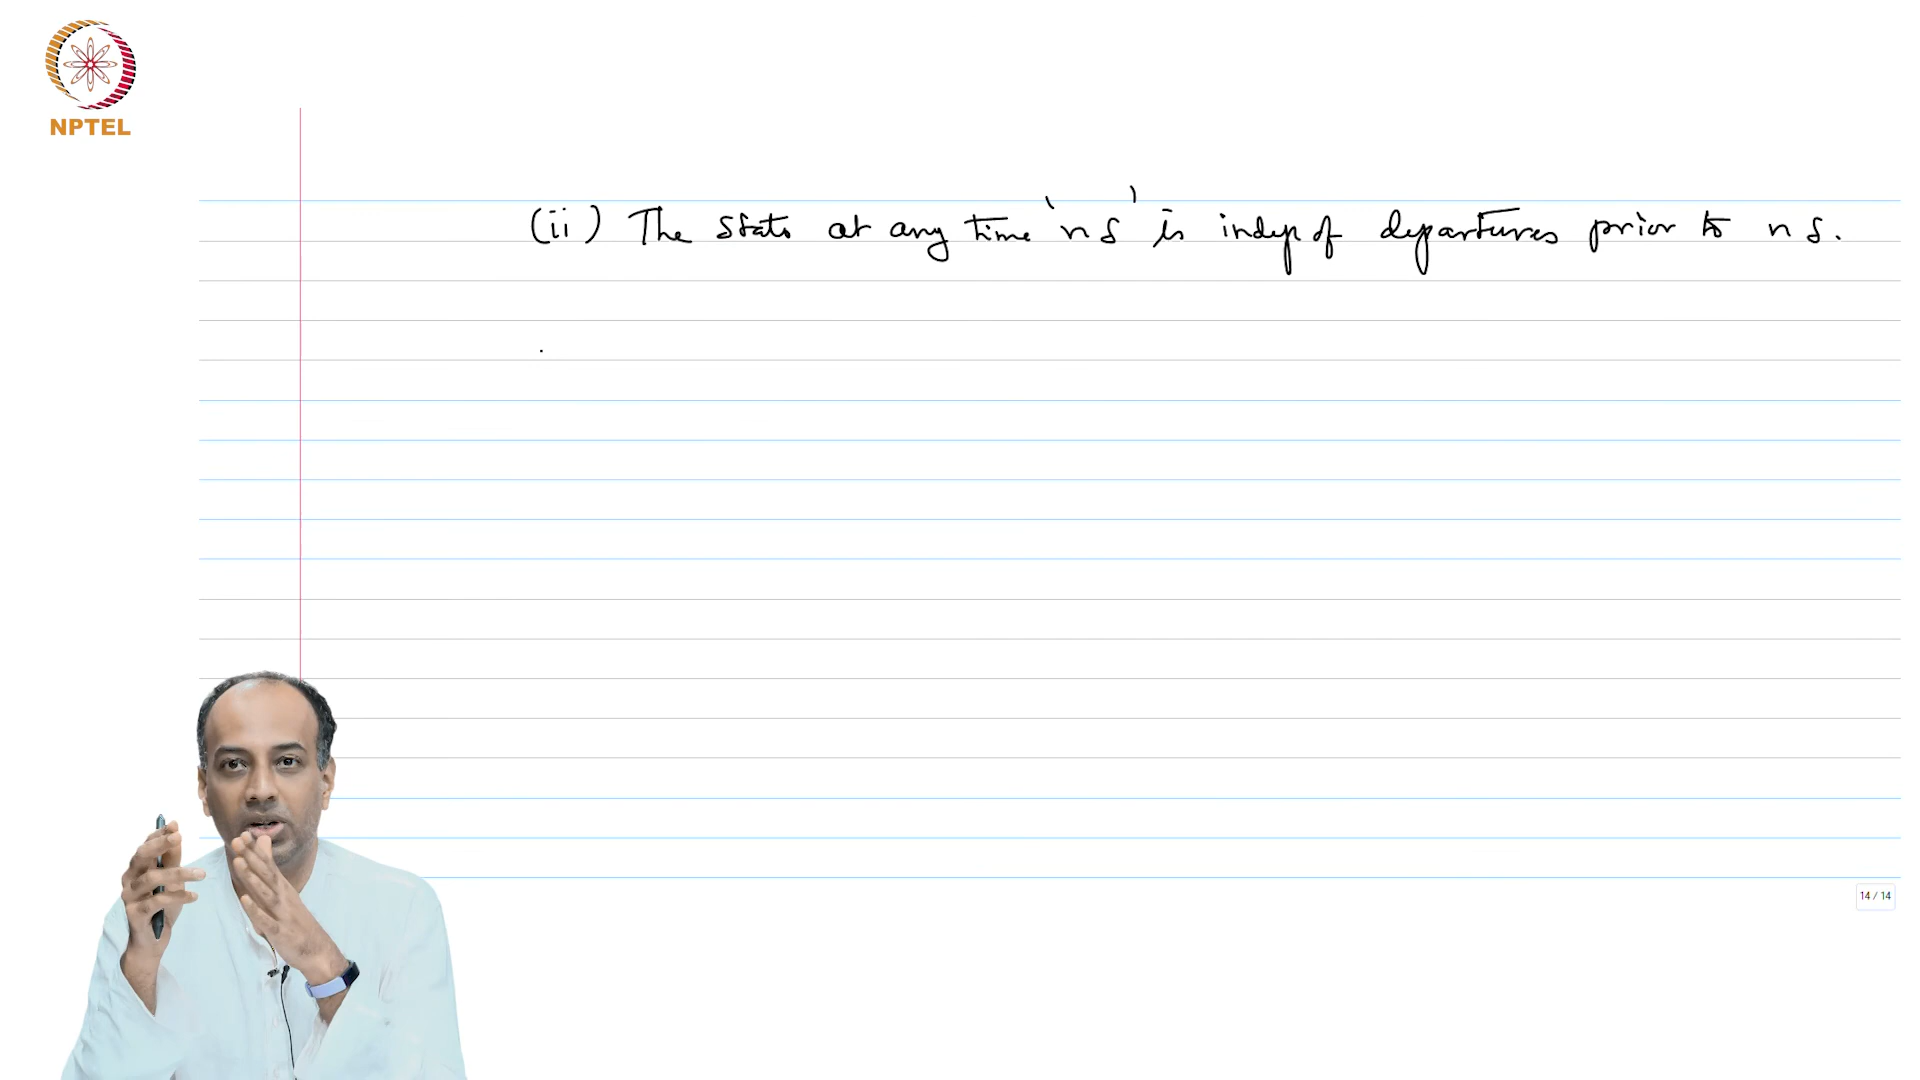 NPTEL
(ii) The state at any time 'nδ' is indep of departures prior to nδ.
14 / 14